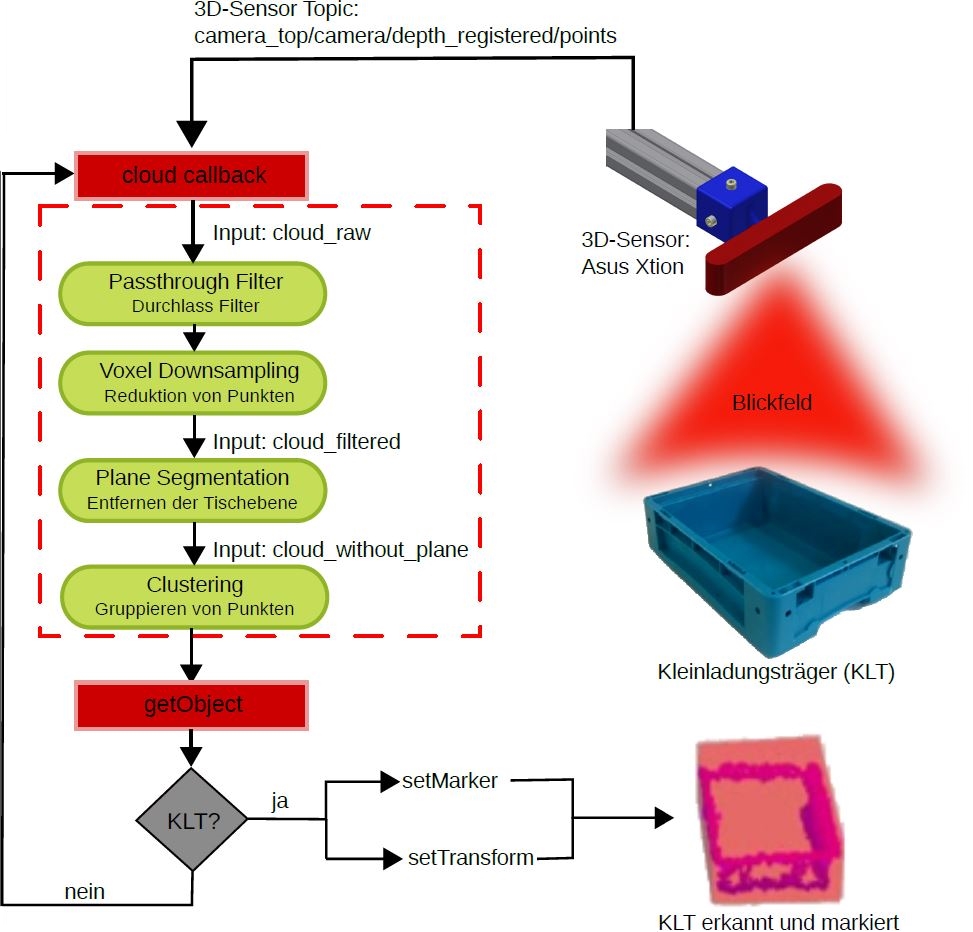 3D-Sensor Topic:
camera_top/camera/depth_registered/points
cloud callback
Input: cloud_raw
Passthrough Filter
Durchlass Filter
Voxel Downsampling
Reduktion von Punkten
Input: cloud_filtered
Plane Segmentation
Entfernen der Tischebene
Input: cloud_without_plane
Clustering
Gruppieren von Punkten
getObject
KLT?
ja
nein
setMarker
setTransform
3D-Sensor:
Asus Xtion
Blickfeld
Kleinladungsträger (KLT)
KLT erkannt und markiert